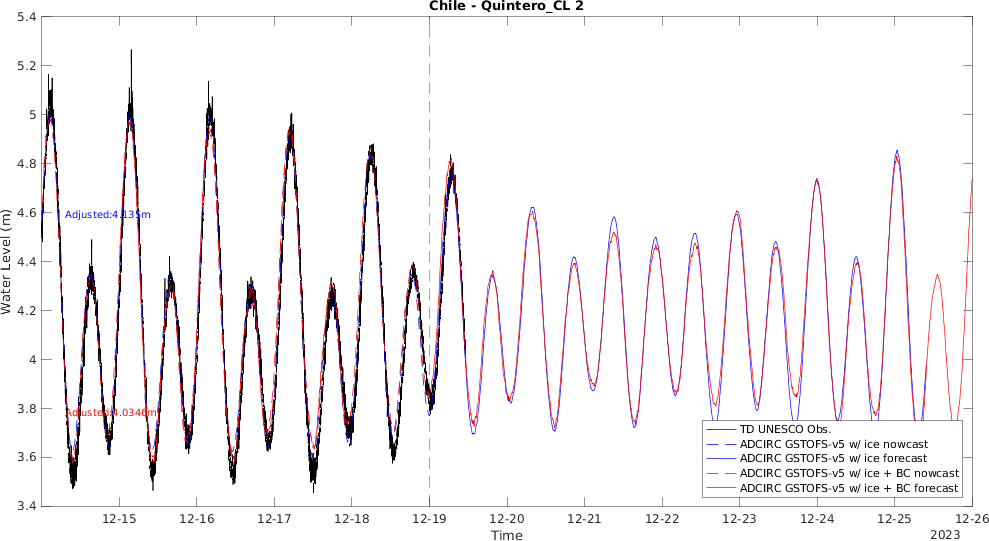 Chile - Quintero_CL 2
5.4
5.2
5
4.8
4.6
4.4
4.2
4
3.8
3.6
3.4
Water Level (m)
Adjusted:4.135m
Adjusted:4.0346m
TD UNESCO Obs.
ADCIRC GSTOFS-v5 w/ ice nowcast
ADCIRC GSTOFS-v5 w/ ice forecast
ADCIRC GSTOFS-v5 w/ ice + BC nowcast
ADCIRC GSTOFS-v5 w/ ice + BC forecast
12-15 12-16 12-17 12-18 12-19 12-20 12-21 12-22 12-23 12-24 12-25 12-26
Time
2023